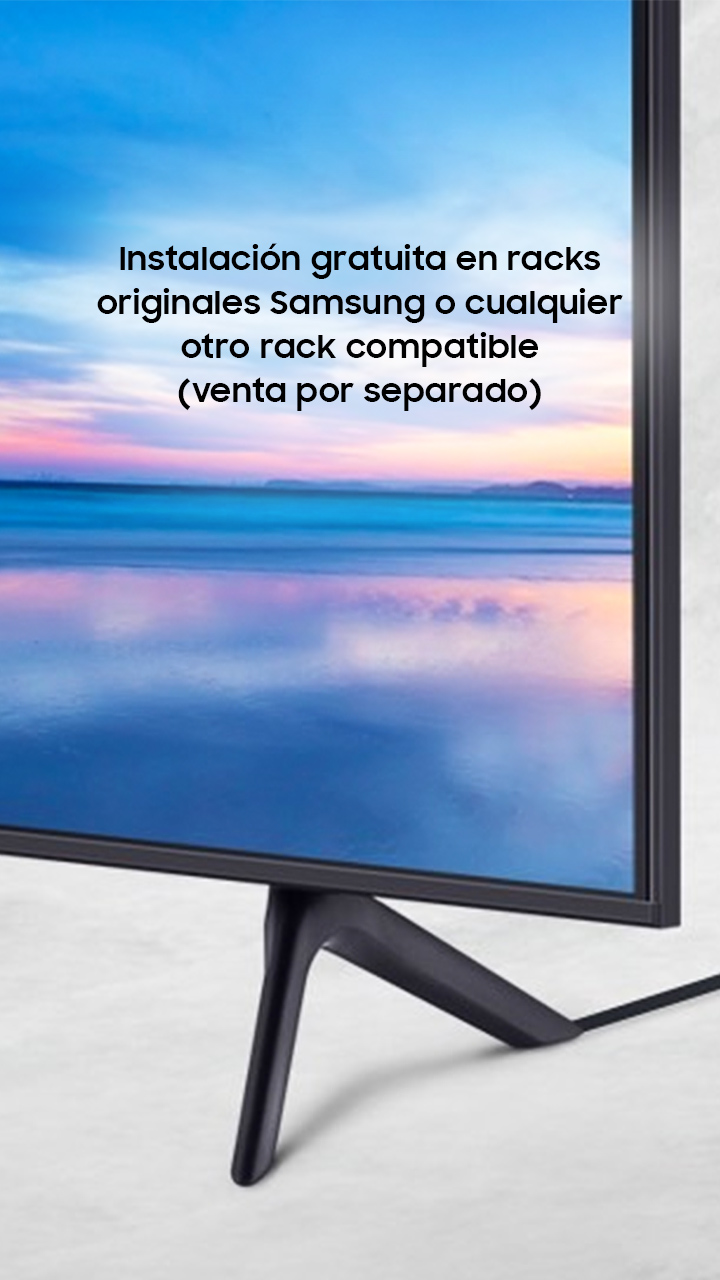 Instalación gratuita en racks
originales Samsung o cualquier
otro rack compatible
(venta por separado)